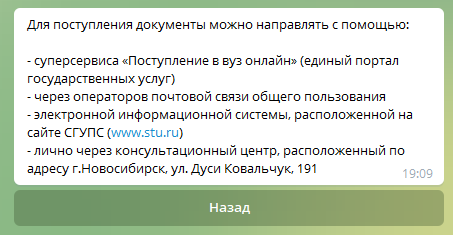 Для поступления документы можно направлять с помощью:
- суперсервиса «Поступление в вуз онлайн» (единый портал
государственных услуг)
- через операторов почтовой связи общего пользования
- электронной информационной системы, расположенной на
сайте СГУПС (www.stu.ru)
- лично через консультационный центр, расположенный по
адресу г.Новосибирск, ул. Дуси Ковальчук, 191
19:09
Назад